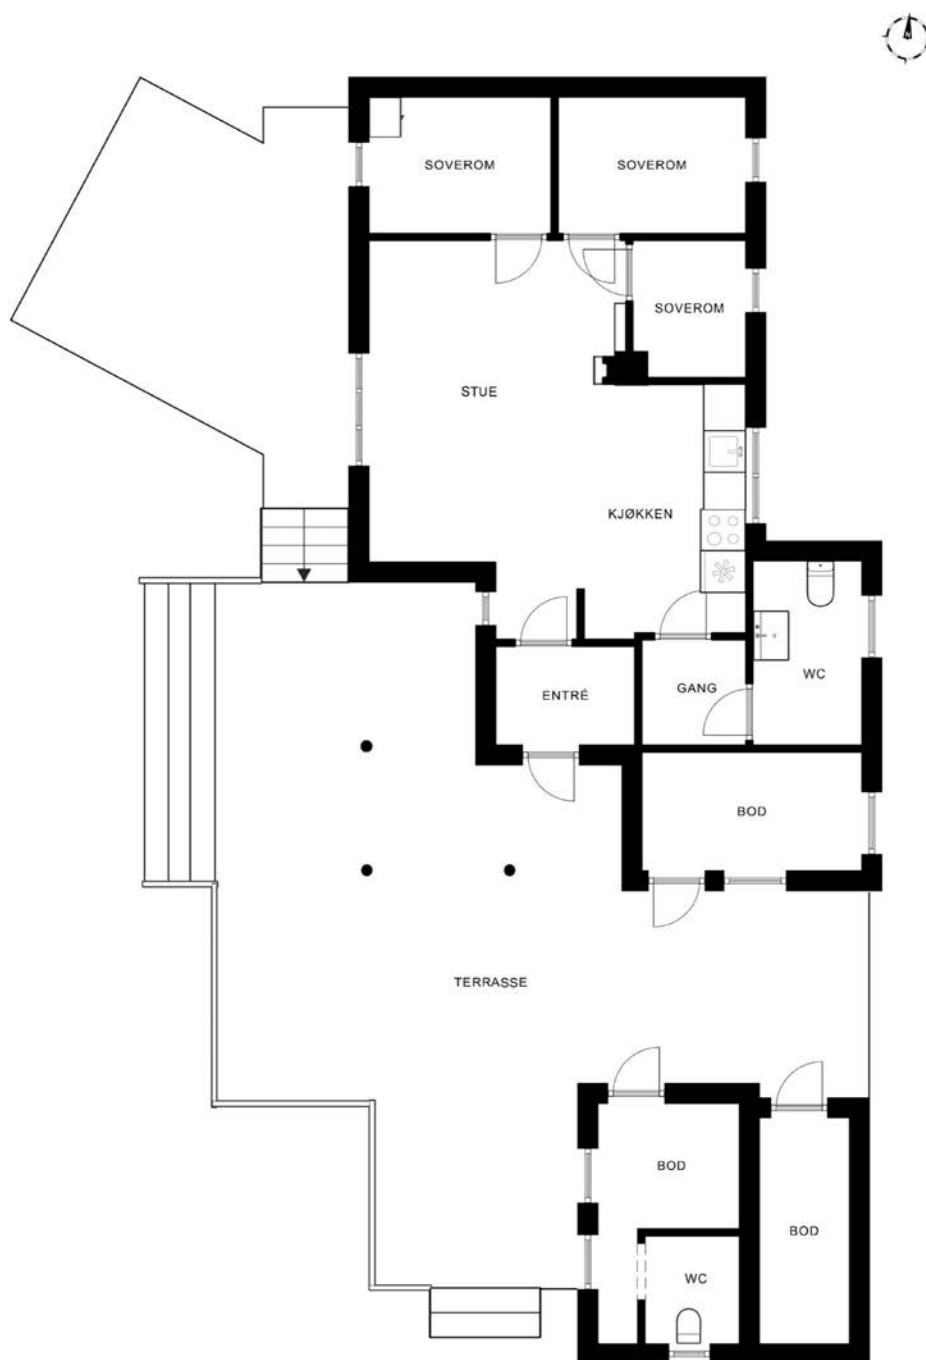 N
SOVEROM
SOVEROM
SOVEROM
STUE
KJØKKEN
WC
ENTRÉ
GANG
BOD
TERRASSE
BOD
BOD
WC